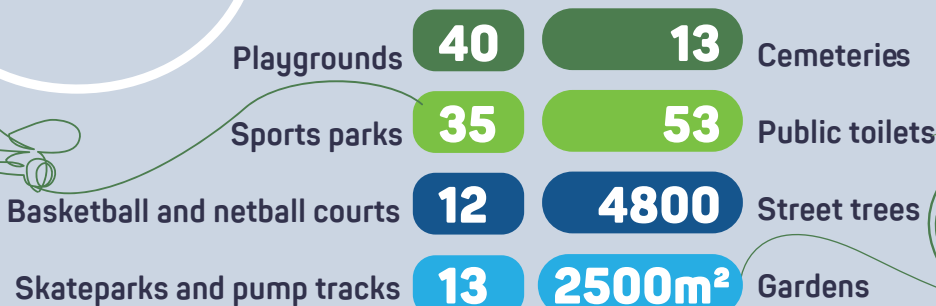 Playgrounds 40 13 Cemeteries
Sports parks 35 53 Public toilets
Basketball and netball courts 12 4800 Street trees
Skateparks and pump tracks 13 2500m² Gardens